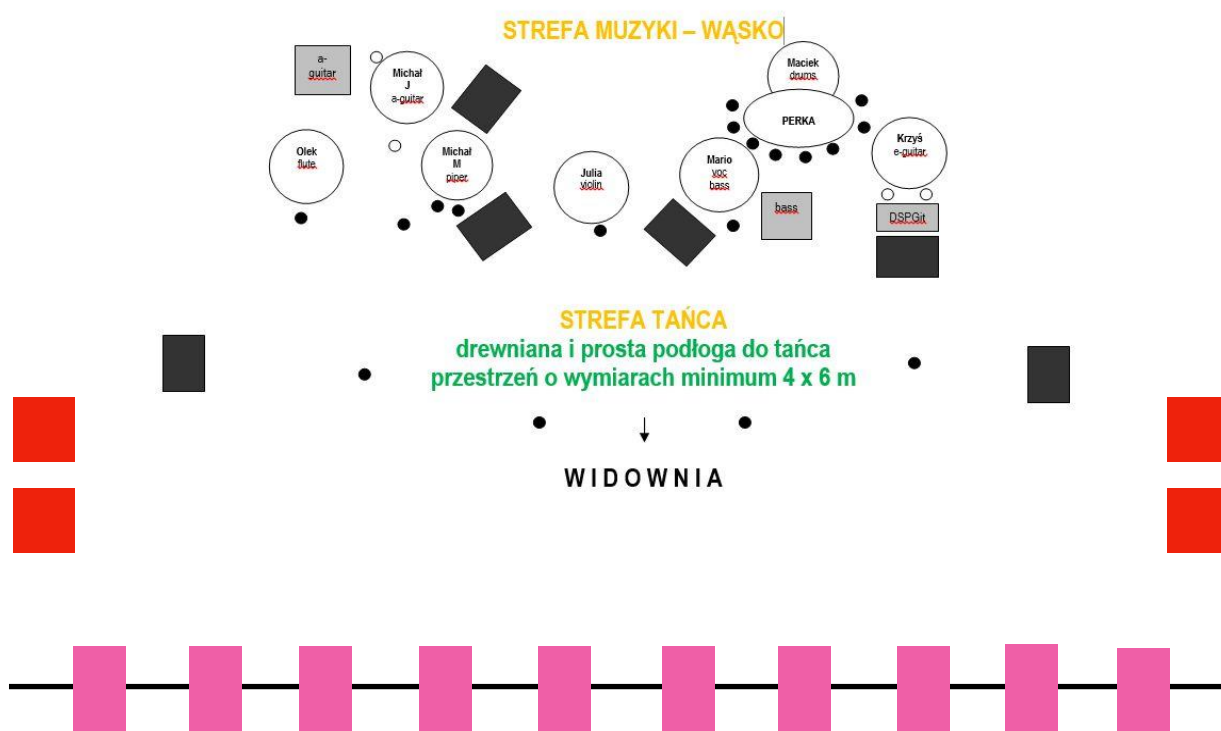 STREFA MUZYKI – WĄSKO
a-
guitar
Michał
J
a-guitar
Maciek
drums
PERKA
Krzyś
e-guitar
Olek
flute
Michał
M
piper
Julia
violin
Mario
voc
bass
bass
DSPGit
STREFA TAŃCA
drewniana i prosta podłoga do tańca
przestrzeń o wymiarach minimum 4 x 6 m
W I D O W N I A